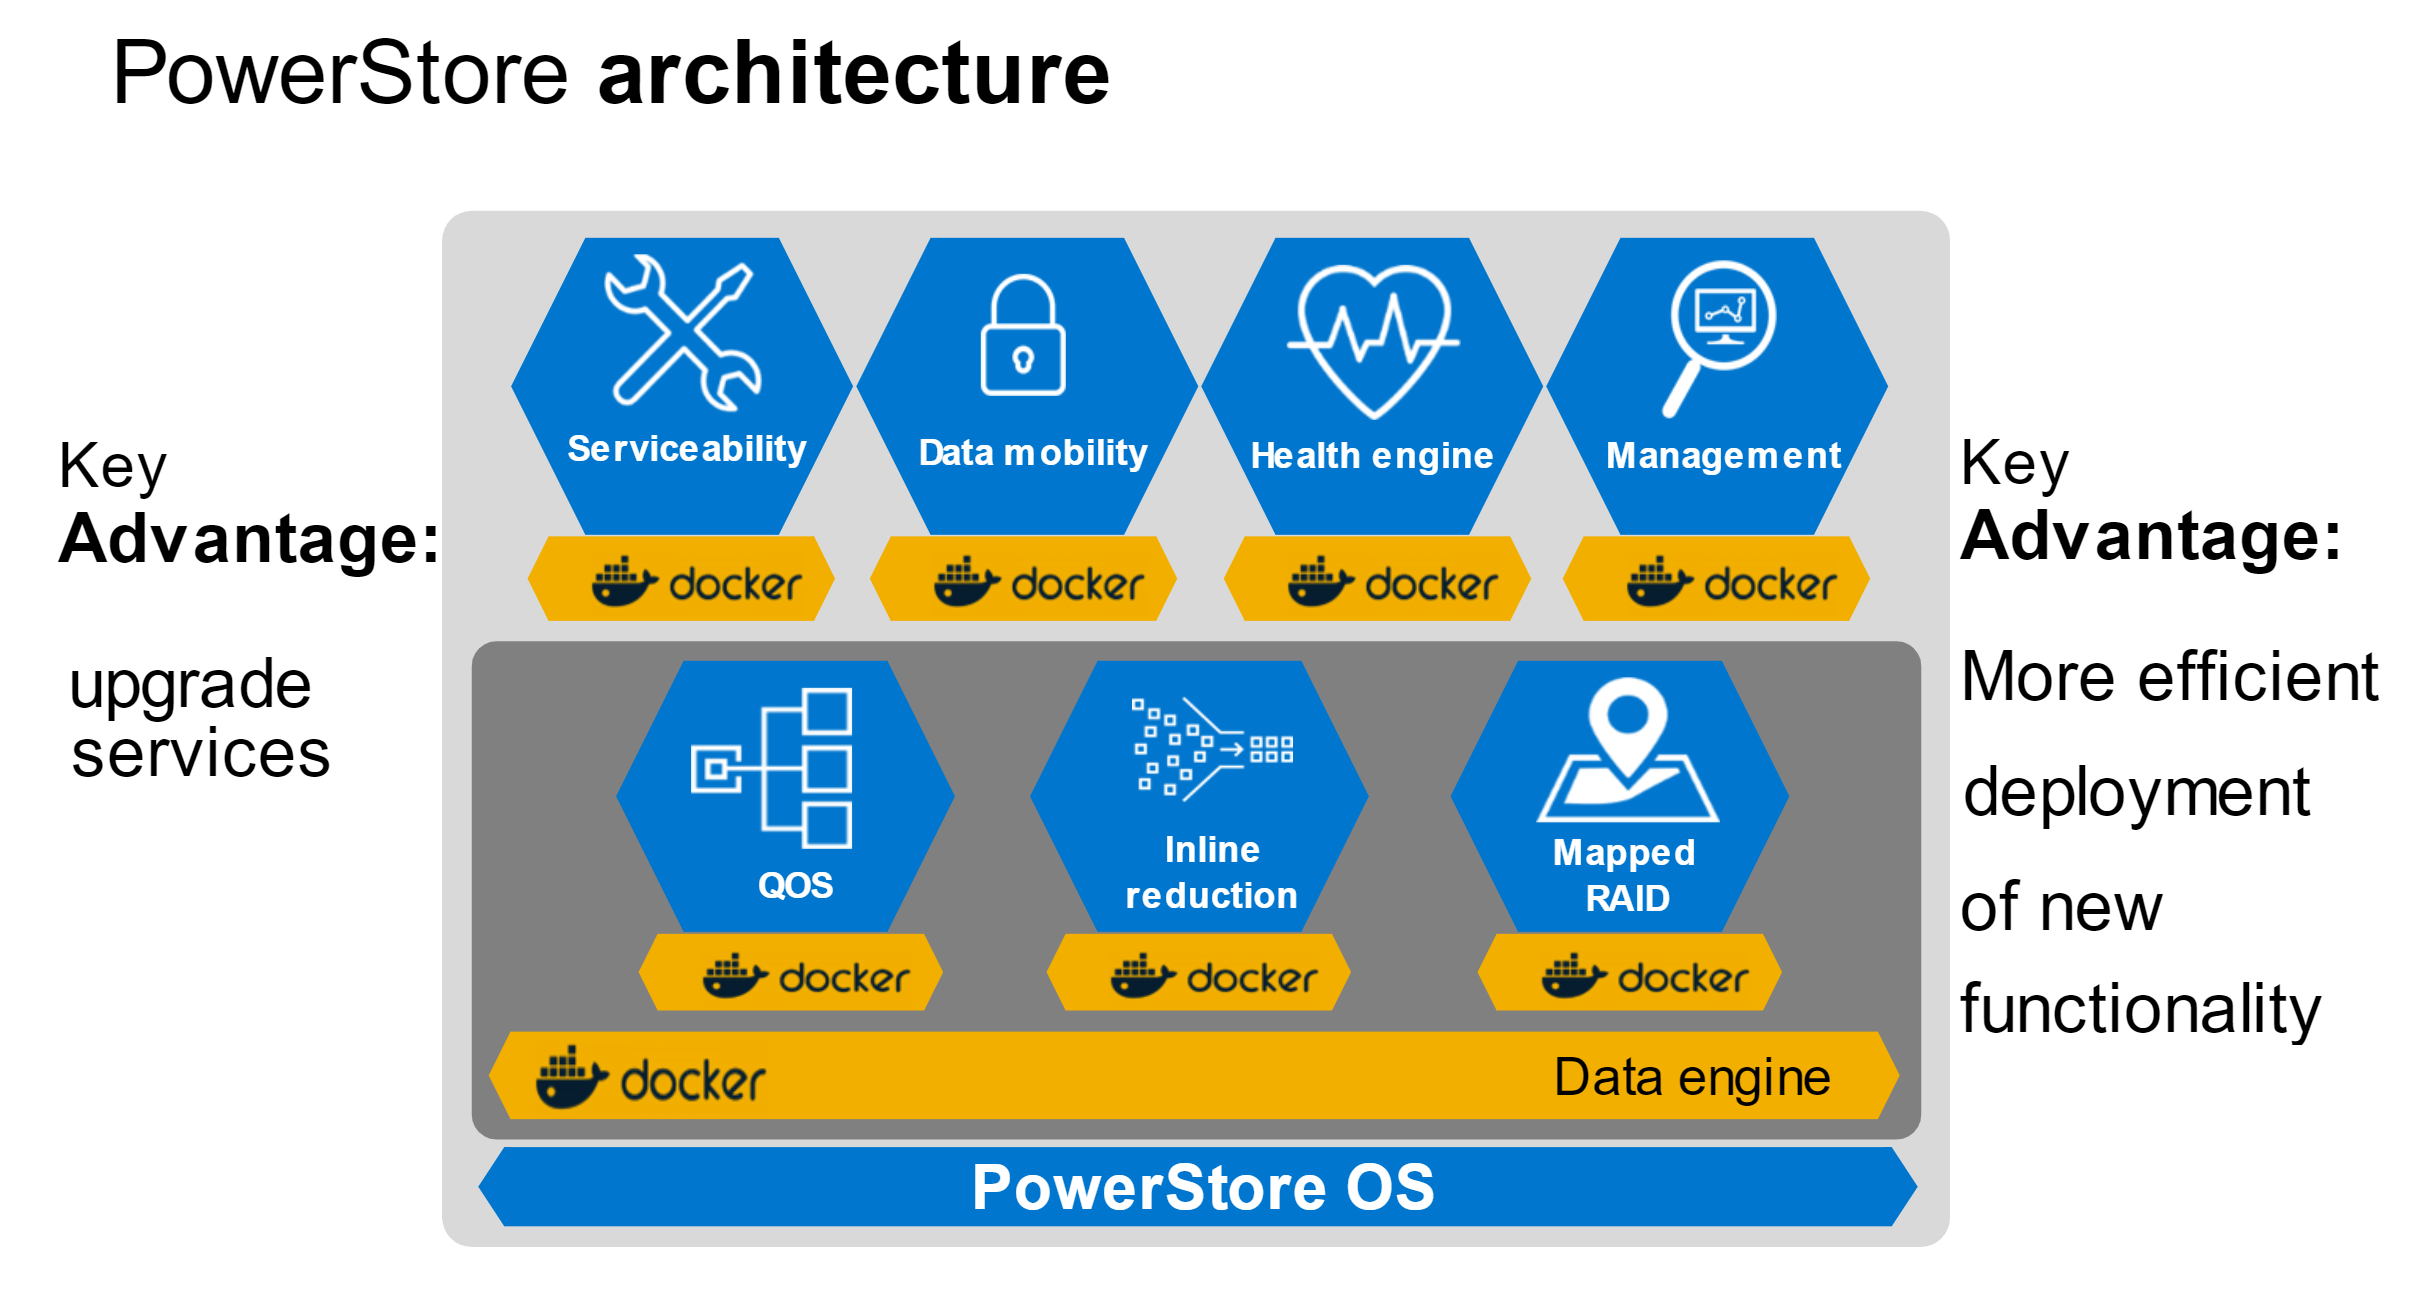 PowerStore architecture
Key
Advantage:
upgrade
services
Serviceability
Data mobility
Health engine
Management
docker
docker
docker
docker
QOS
Inline
reduction
Mapped
RAID
docker
docker
docker
docker
Data engine
PowerStore OS
Key
Advantage:
More efficient
deployment
of new
functionality